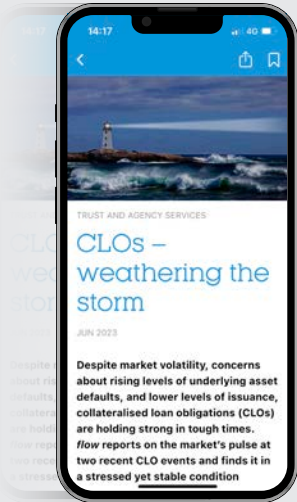 14:17
4G
TRUST AND AGENCY SERVICES
CLOs –
weathering the
storm
JUN 2023
Despite market volatility, concerns
about rising levels of underlying asset
defaults, and lower levels of issuance,
collateralised loan obligations (CLOs)
are holding strong in tough times.
flow reports on the market's pulse at
two recent CLO events and finds it in
a stressed yet stable condition